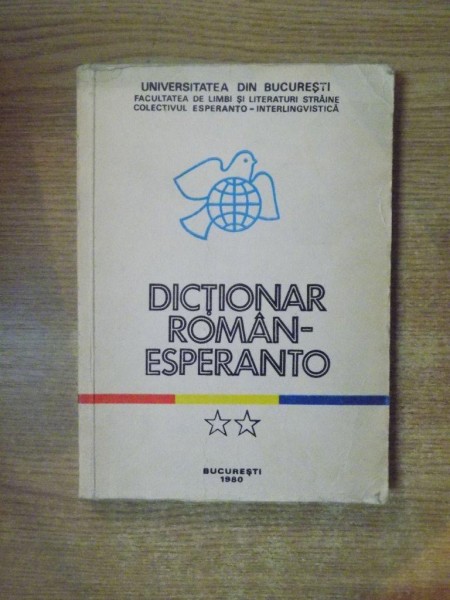 UNIVERSITATEA DIN BUCUREŞTI
FACULTATEA DE LIMBI ŞI LITERATURI STRĂINE
COLECTIVUL ESPERANTO-INTERLINGVISTICĂ
DICŢIONAR
ROMÂN-
ESPERANTO
BUCUREŞTI
1980